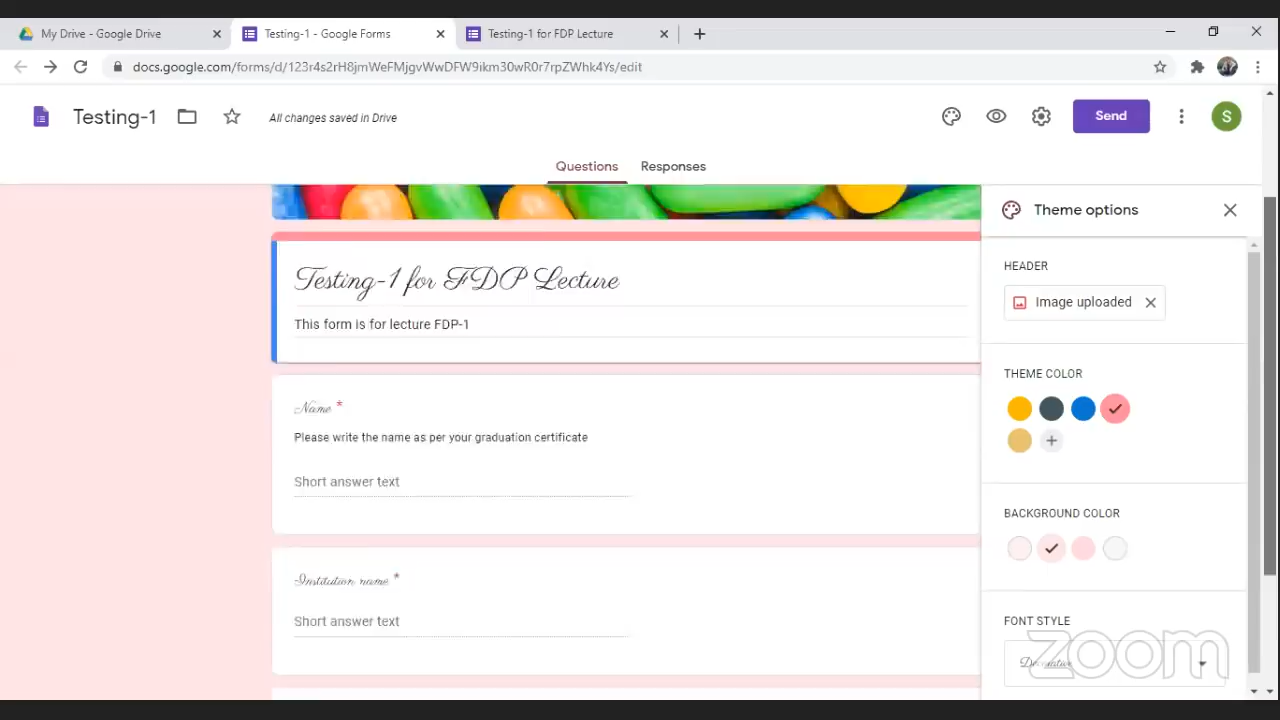 My Drive - Google Drive
Testing-1 - Google Forms
Testing-1 for FDP Lecture
docs.google.com/forms/d/123r4s2rH8jmWeFMjgvWwDFW9ikm30wR0r7rpZWhk4Ys/edit
Testing-1
All changes saved in Drive
Send
S
Questions
Responses
Theme options
HEADER
Image uploaded
Testing-1 for FDP Lecture
This form is for lecture FDP-1
THEME COLOR
Name *
Please write the name as per your graduation certificate
Short answer text
BACKGROUND COLOR
Institution name *
Short answer text
FONT STYLE
Decorative
zoom